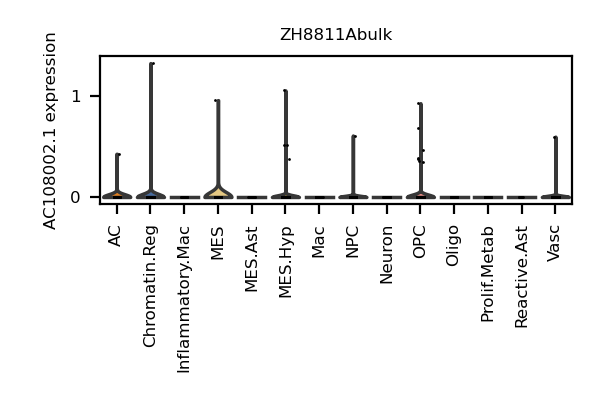 ZH8811Abulk
AC108002.1 expression
1
0
AC
Chromatin.Reg
Inflammatory.Mac
MES
MES.Ast
MES.Hyp
Mac
NPC
Neuron
OPC
Oligo
Prolif.Metab
Reactive.Ast
Vasc